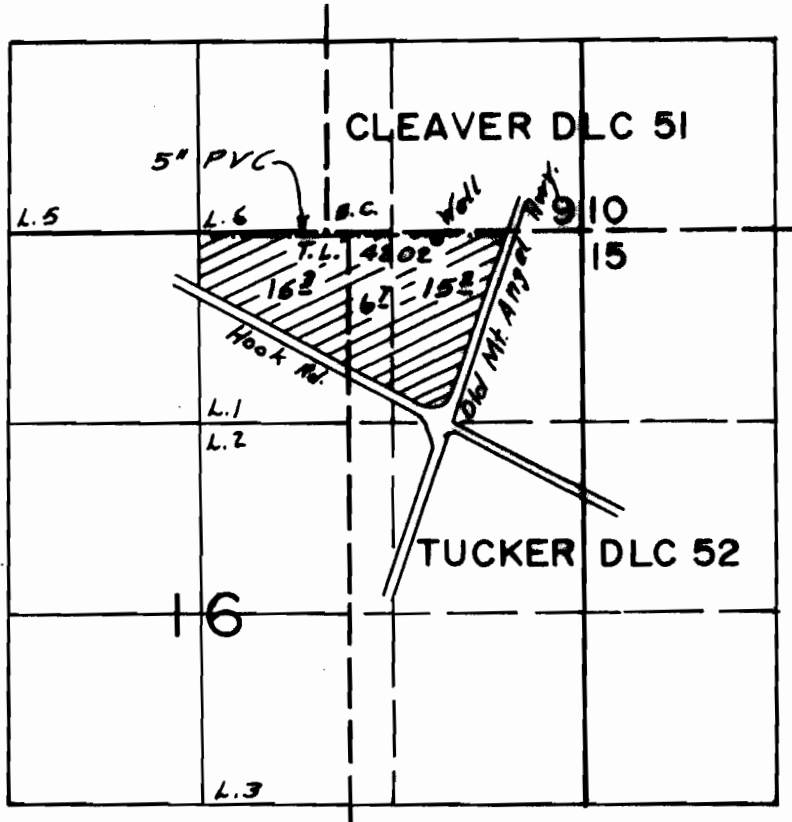 CLEAVER DLC 51
5" PVC
L.5
L.6
B.C.
Well
9 10
T.L. 4202
15
16
6
15
Hook Rd.
Old Mt. Angel Hwy.
L.1
L.2
TUCKER DLC 52
16
L.3